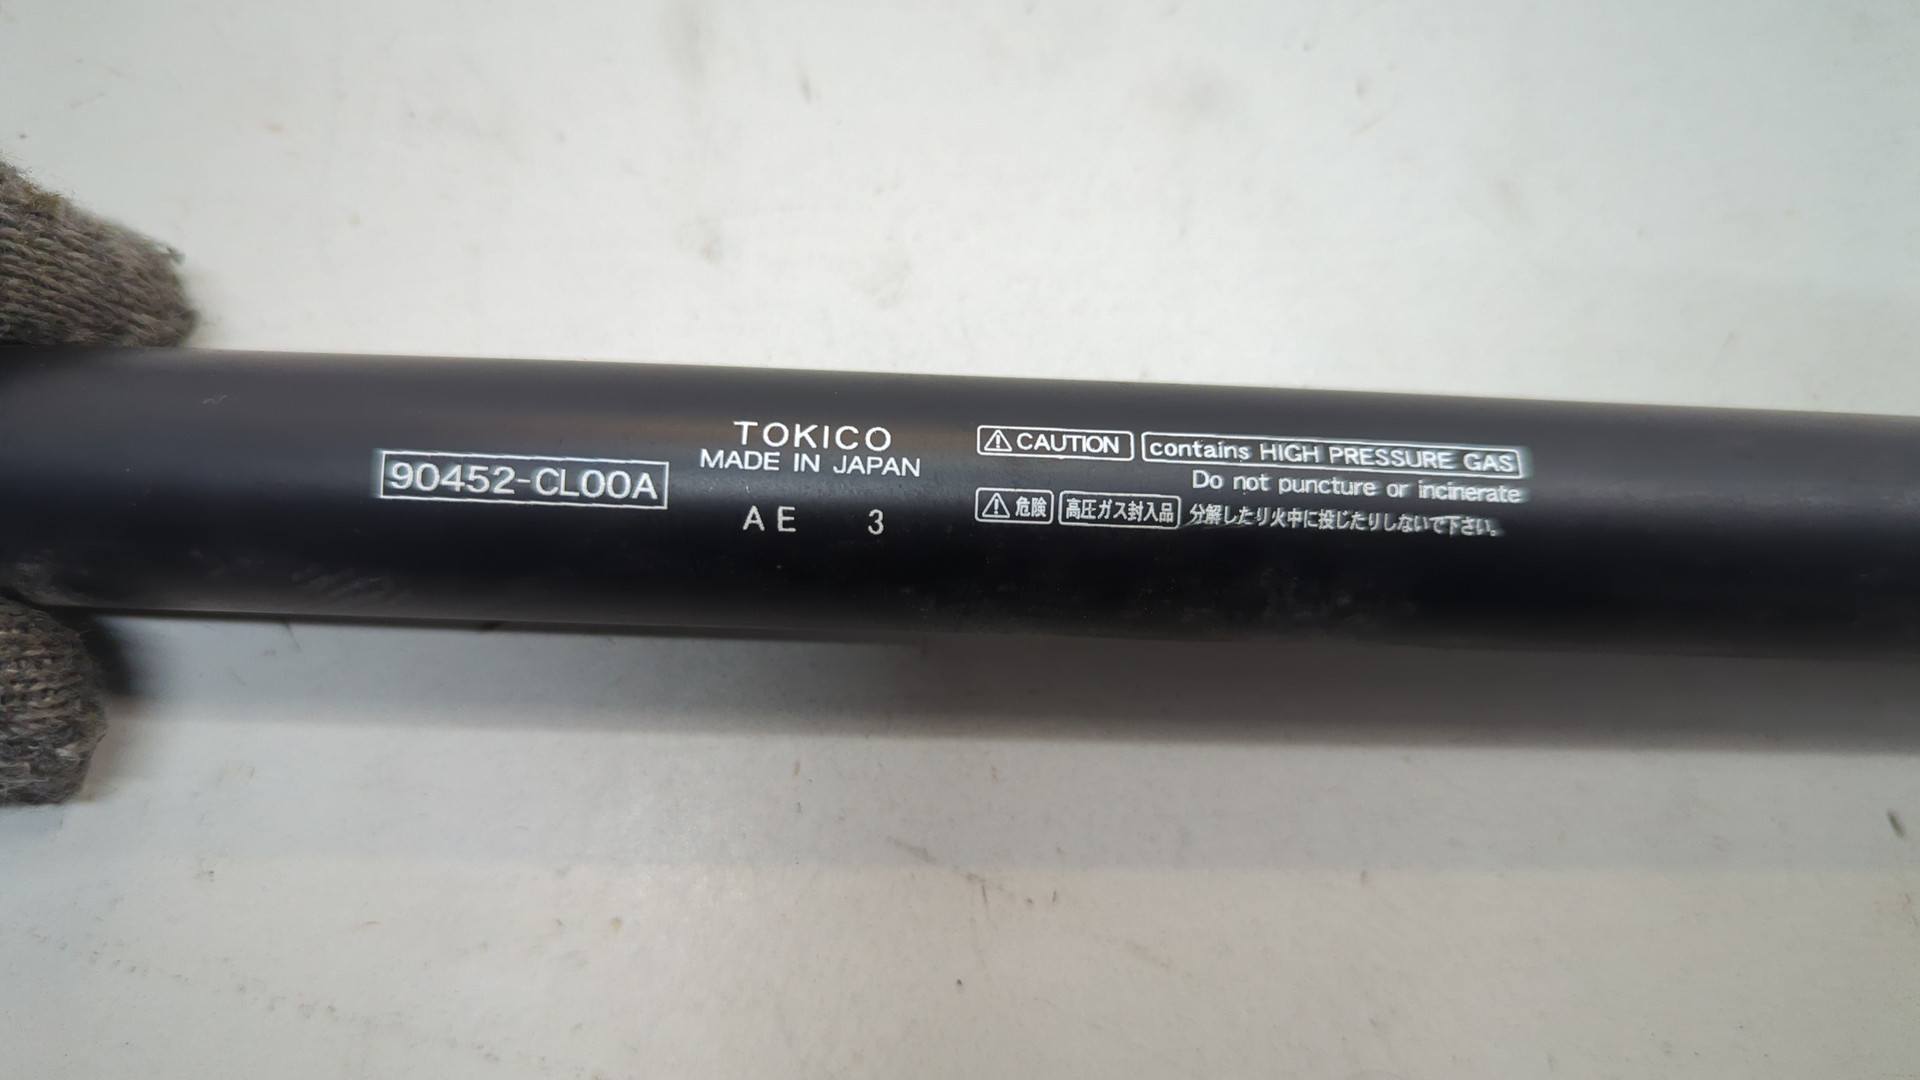 90452-CL00A
TOKICO
MADE IN JAPAN
AE 3
⚠ CAUTION contains HIGH PRESSURE GAS
Do not puncture or incinerate
⚠ 危険 高圧ガス封入品 分解したり火中に投じたりしないで下さい。